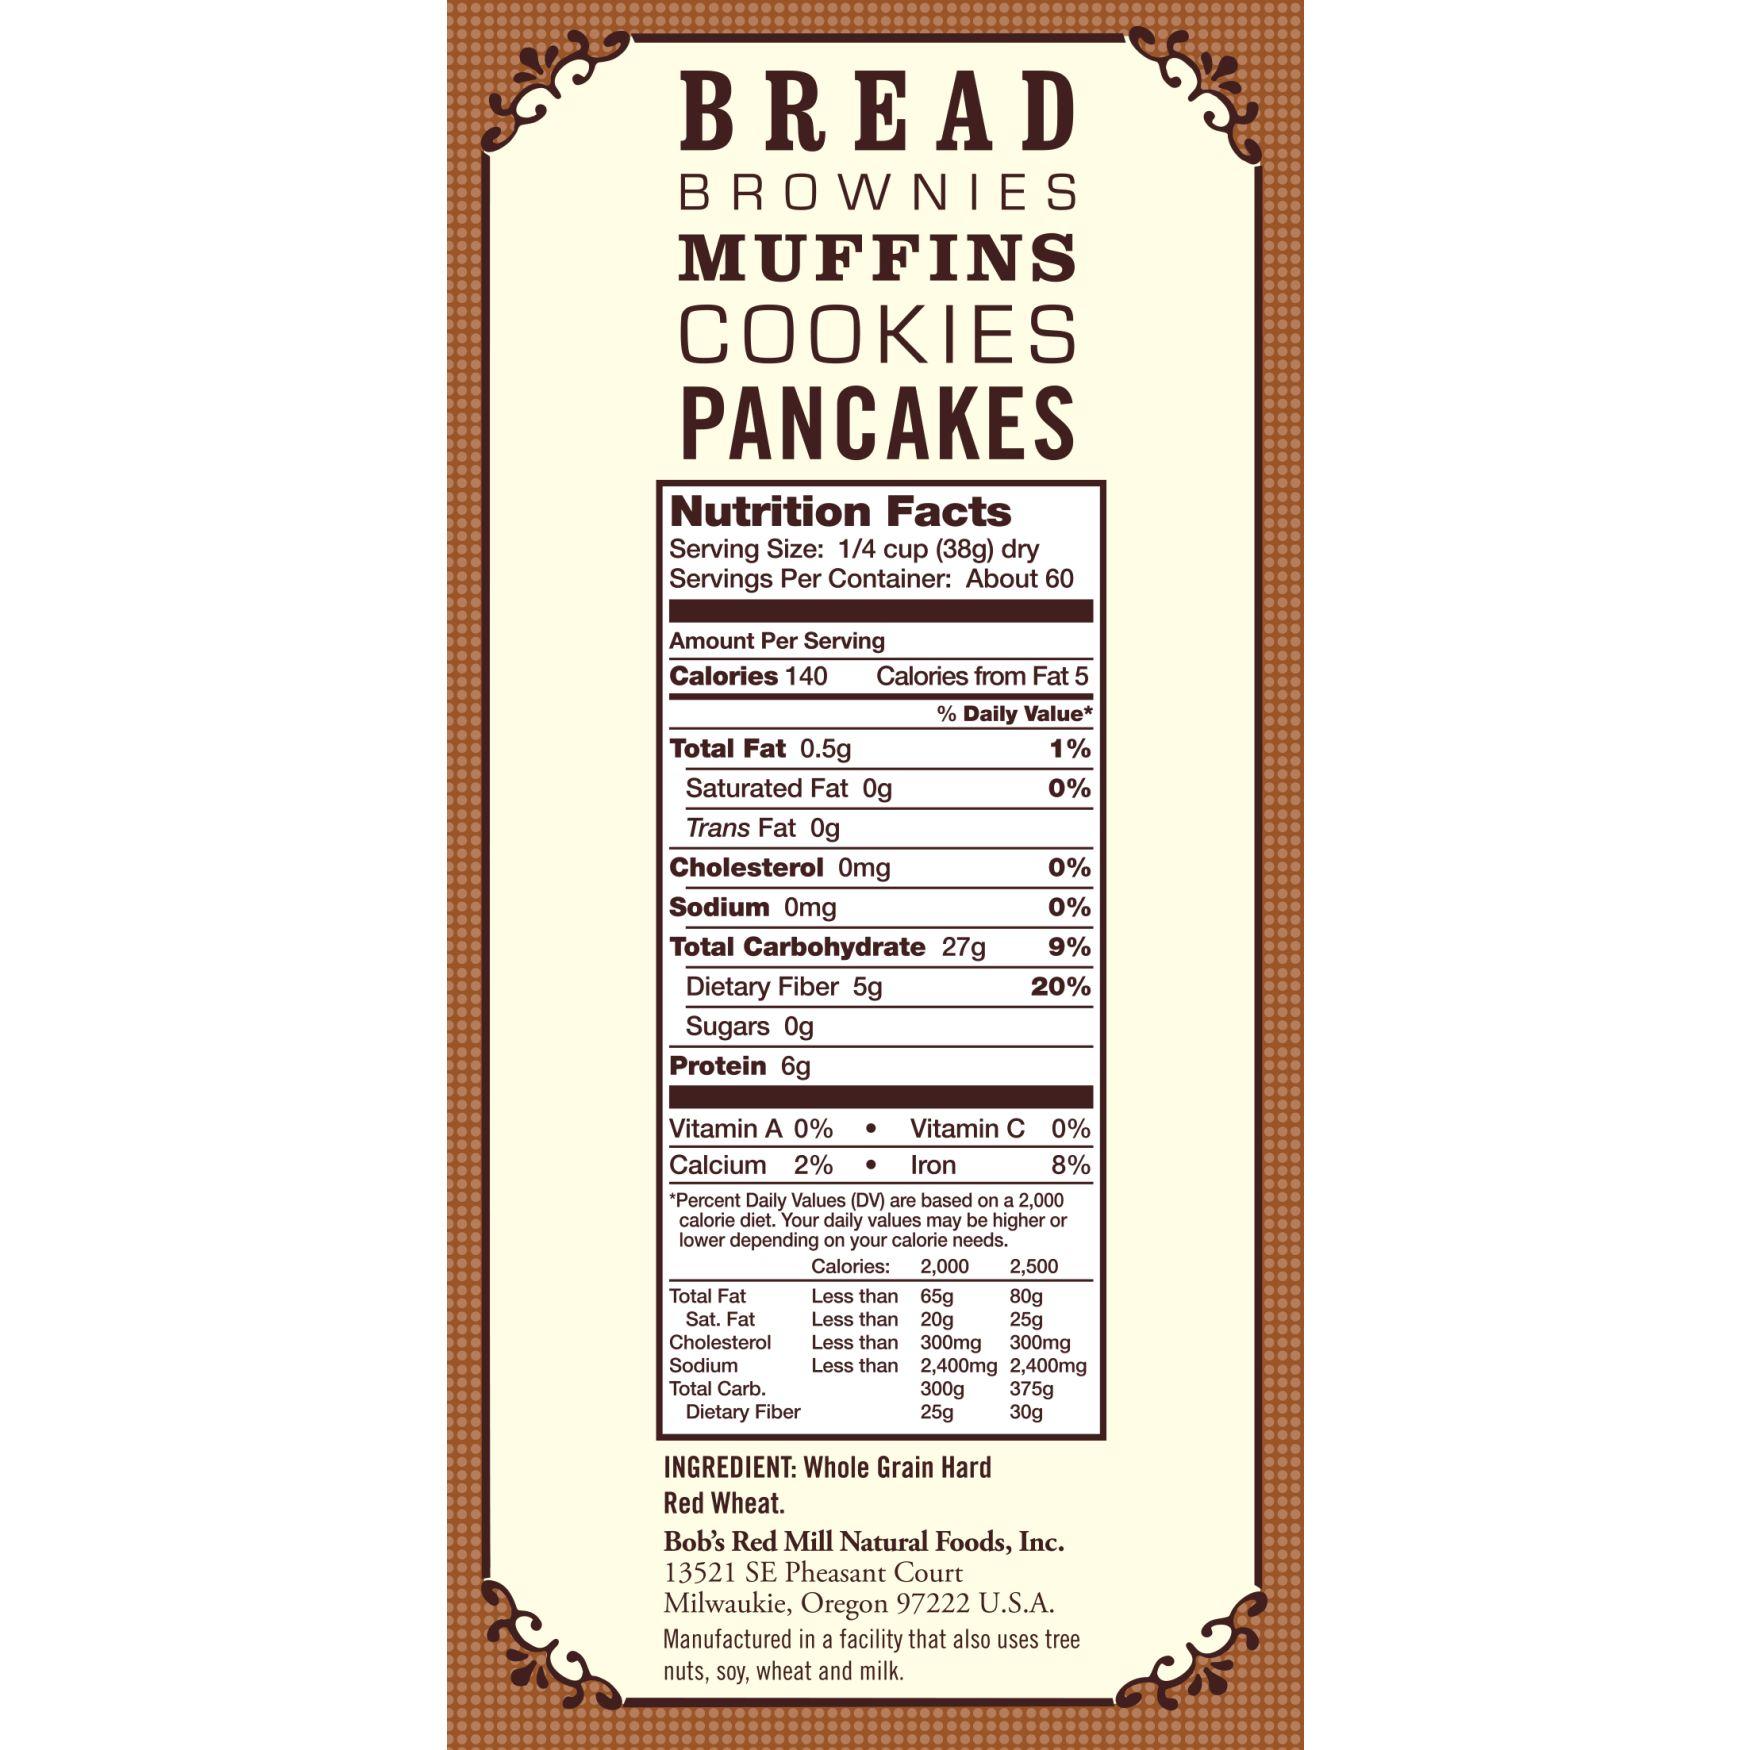 BREAD
BROWNIES
MUFFINS
COOKIES
PANCAKES
Nutrition Facts
Serving Size: 1/4 cup (38g) dry
Servings Per Container: About 60
Amount Per Serving
Calories 140 Calories from Fat 5
% Daily Value*
Total Fat 0.5g 1%
Saturated Fat 0g 0%
Trans Fat 0g
Cholesterol 0mg 0%
Sodium 0mg 0%
Total Carbohydrate 27g 9%
Dietary Fiber 5g 20%
Sugars 0g
Protein 6g
Vitamin A 0% • Vitamin C 0%
Calcium 2% • Iron 8%
*Percent Daily Values (DV) are based on a 2,000
calorie diet. Your daily values may be higher or
lower depending on your calorie needs.
Calories: 2,000 2,500
Total Fat Less than 65g 80g
Sat. Fat Less than 20g 25g
Cholesterol Less than 300mg 300mg
Sodium Less than 2,400mg 2,400mg
Total Carb. 300g 375g
Dietary Fiber 25g 30g
INGREDIENT: Whole Grain Hard
Red Wheat.
Bob's Red Mill Natural Foods, Inc.
13521 SE Pheasant Court
Milwaukie, Oregon 97222 U.S.A.
Manufactured in a facility that also uses tree
nuts, soy, wheat and milk.